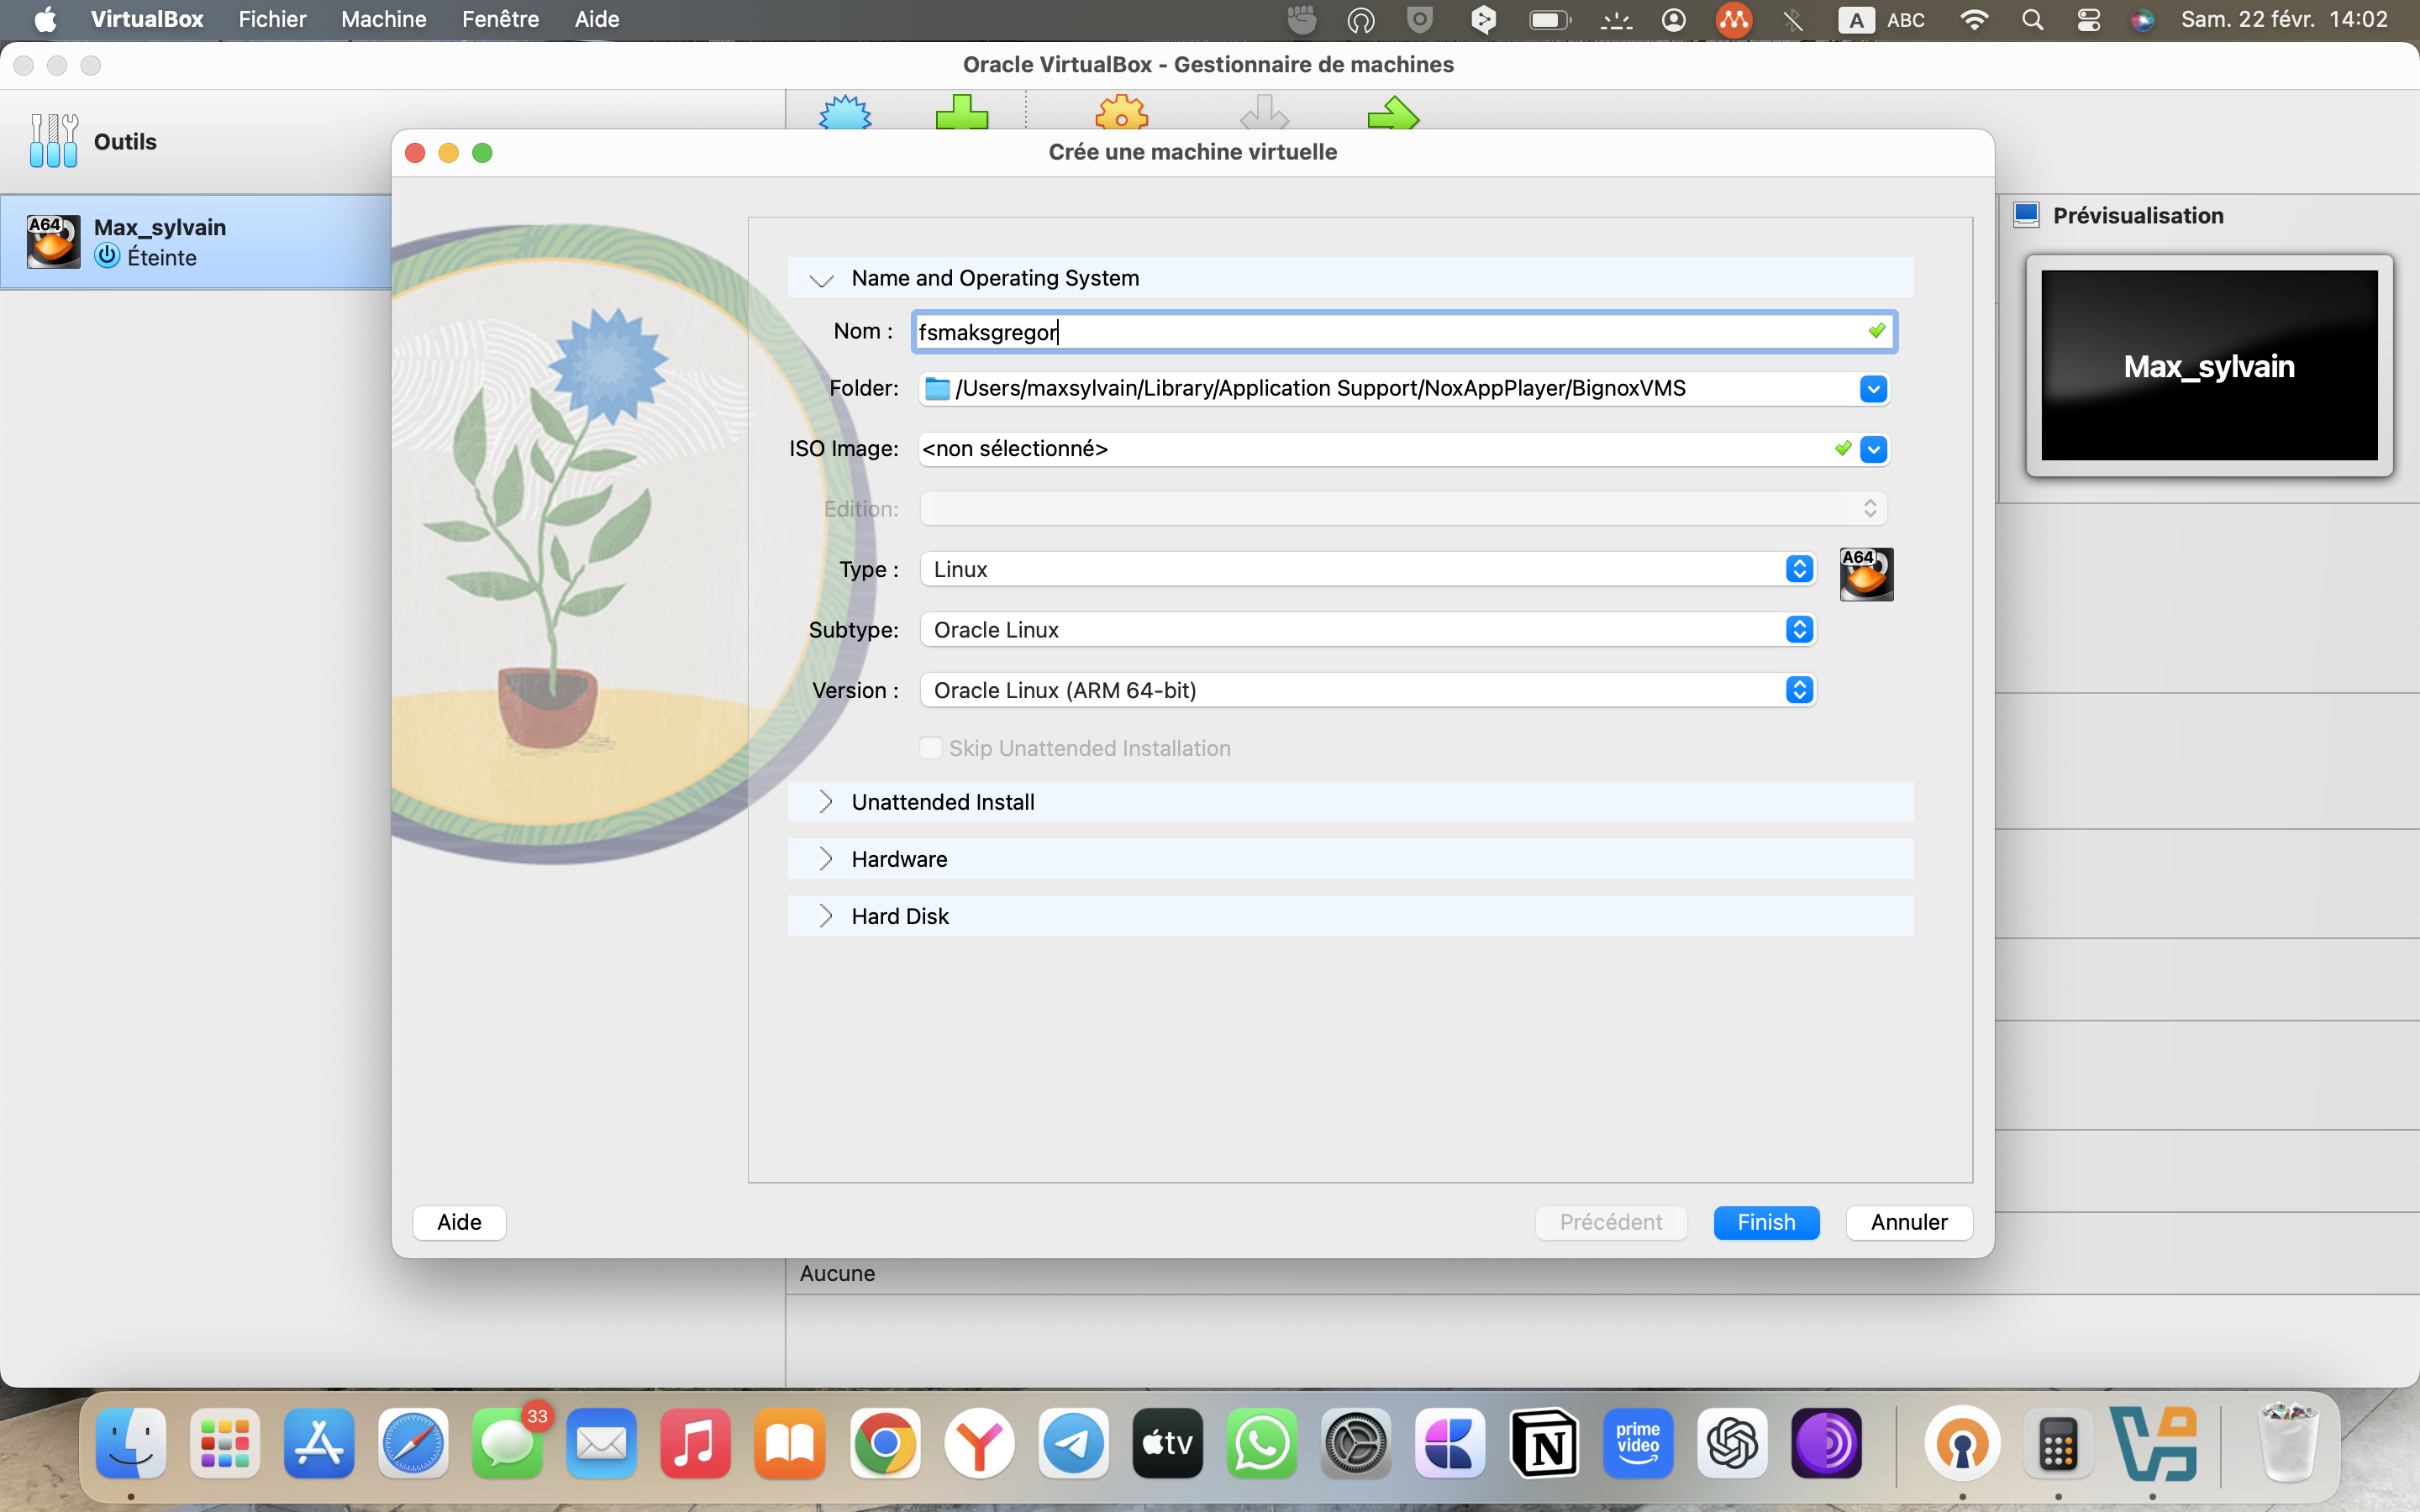 VirtualBox Fichier Machine Fenêtre Aide A ABC Sam. 22 févr. 14:02
Oracle VirtualBox - Gestionnaire de machines
Outils
Crée une machine virtuelle
A64
Max_sylvain
Éteinte
Prévisualisation
Max_sylvain
Name and Operating System
Nom : fsmaksgregor
Folder: /Users/maxsylvain/Library/Application Support/NoxAppPlayer/BignoxVMS
ISO Image: <non sélectionné>
Edition:
Type : Linux
A64
Subtype: Oracle Linux
Version : Oracle Linux (ARM 64-bit)
Skip Unattended Installation
Unattended Install
Hardware
Hard Disk
Aide Précédent Finish Annuler
Aucune
33
tv
N
prime video